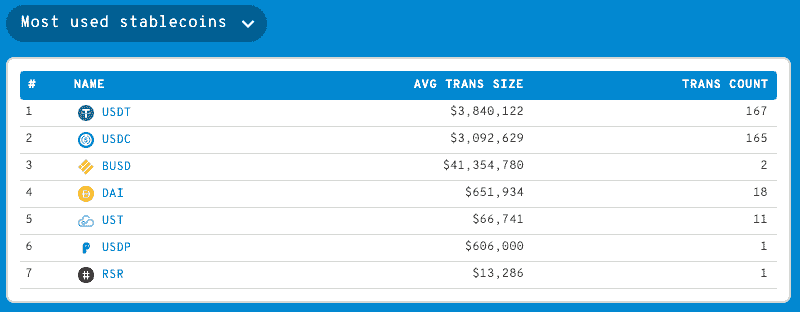 Most used stablecoins
# NAME AVG TRANS SIZE TRANS COUNT
1 USDT $3,840,122 167
2 USDC $3,092,629 165
3 BUSD $41,354,780 2
4 DAI $651,934 18
5 UST $66,741 11
6 USDP $606,000 1
7 RSR $13,286 1